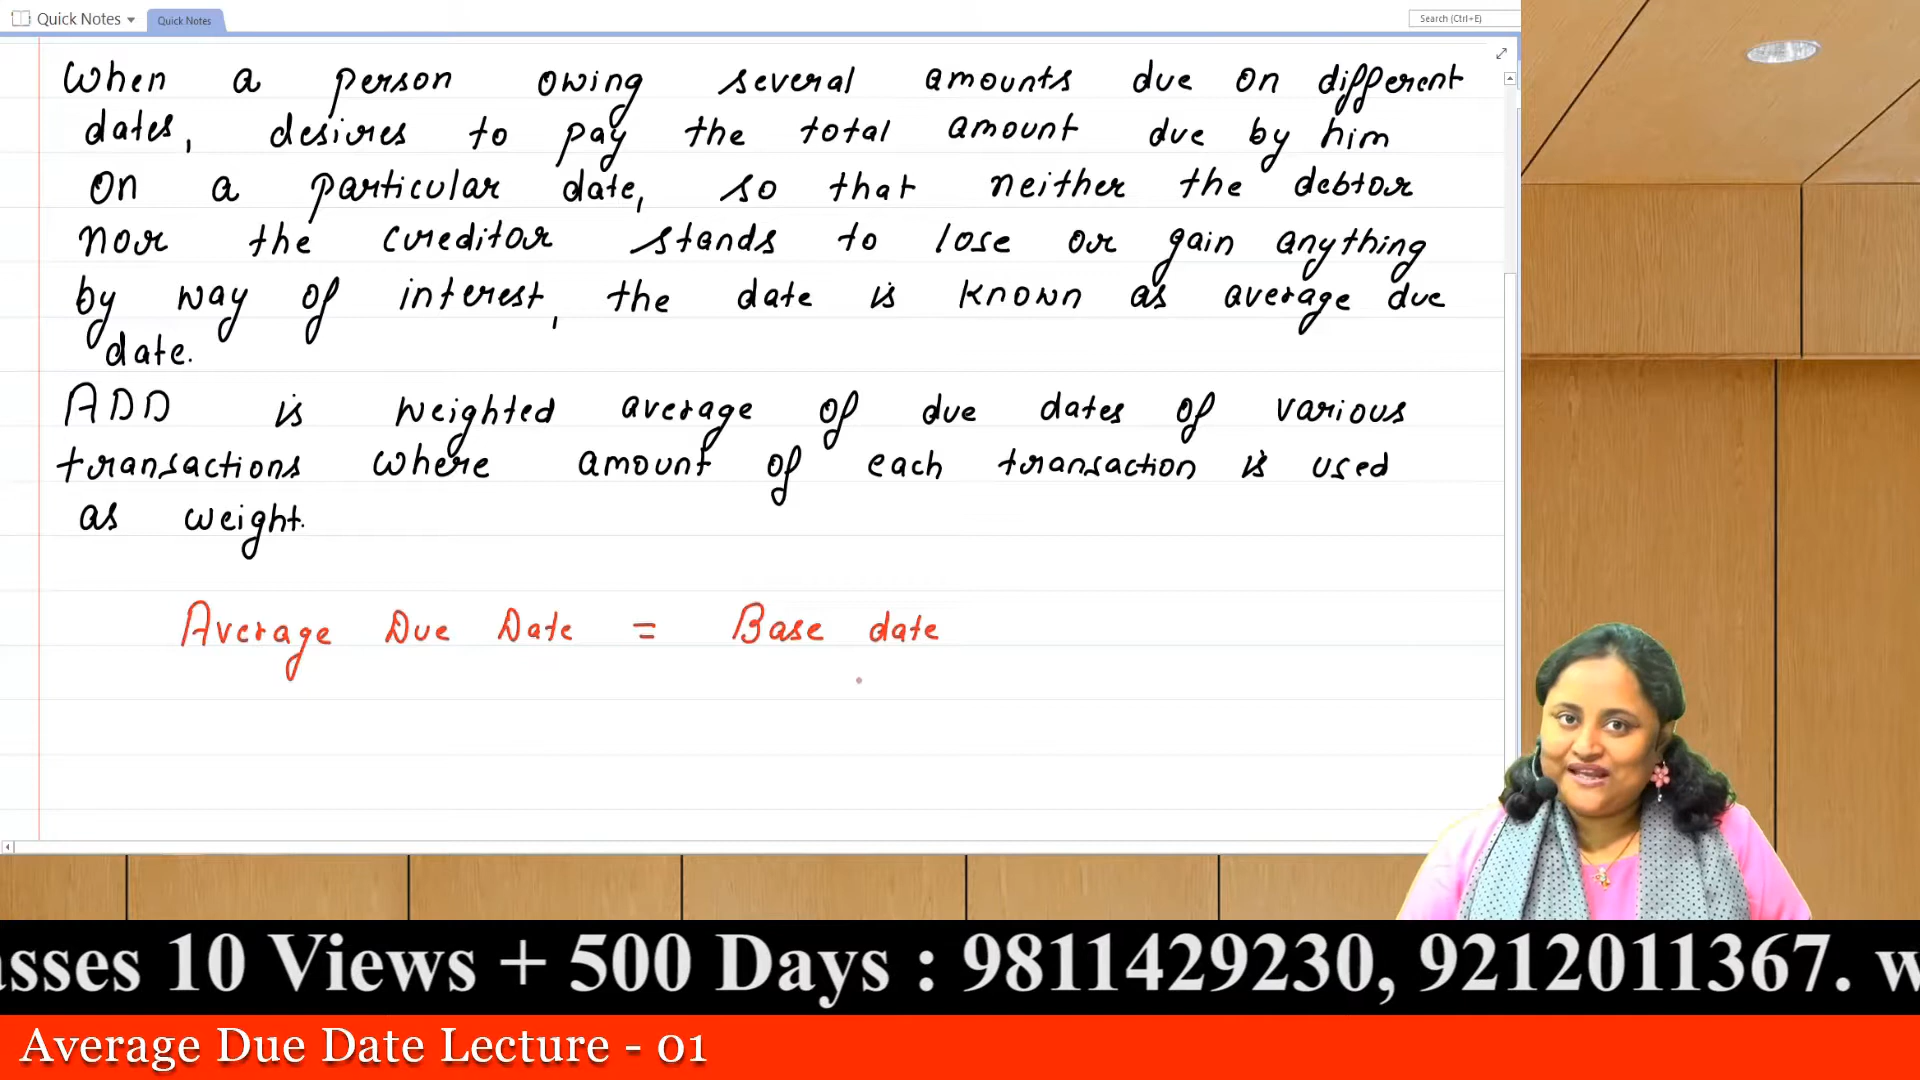 Quick Notes
Quick Notes
Search (Ctrl+E)
When a person owing several amounts due on different
dates, desires to pay the total amount due by him
on a particular date, so that neither the debtor
nor the creditor stands to lose or gain anything
by way of interest, the date is known as average due
date.
ADD is weighted average of due dates of various
transactions where amount of each transaction is used
as weight.
Average Due Date = Base date
asses 10 Views + 500 Days : 9811429230, 9212011367. w
Average Due Date Lecture - 01